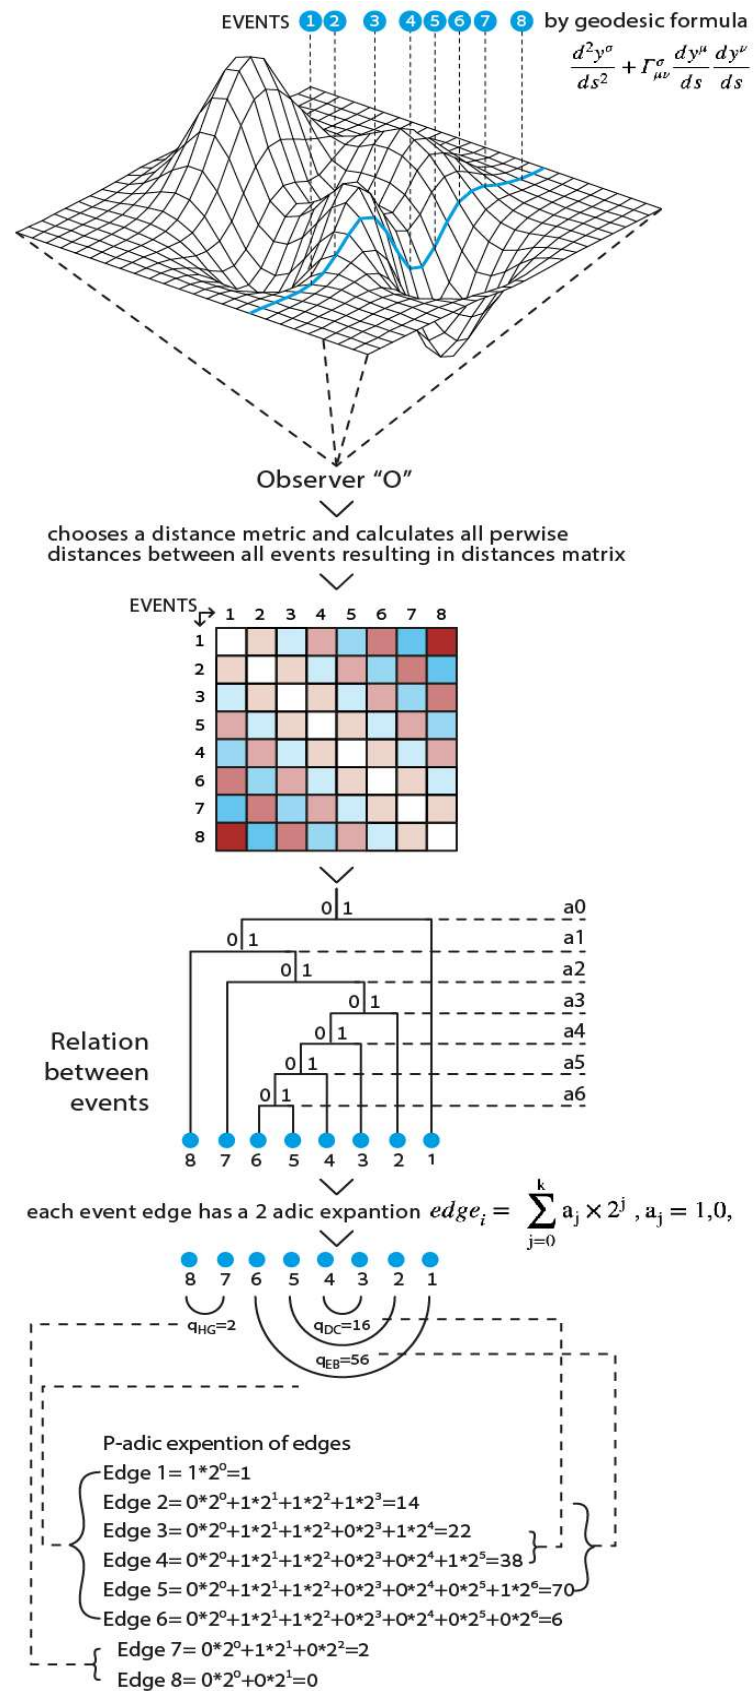 EVENTS 1 2 3 4 5 6 7 8 by geodesic formula
d²y^σ/ds² + Γ^σ_μν dy^μ/ds dy^ν/ds
Observer “O”
chooses a distance metric and calculates all perwise
distances between all events resulting in distances matrix
EVENTS 1 2 3 4 5 6 7 8
1
2
3
5
4
6
7
8
0 1 a0
0 1 a1
0 1 a2
0 1 a3
0 1 a4
0 1 a5
0 1 a6
Relation
between
events
8 7 6 5 4 3 2 1
each event edge has a 2 adic expantion edge_i = ∑_{j=0}^{k} a_j × 2^j , a_j = 1,0,
8 7 6 5 4 3 2 1
q_HG=2 q_DC=16
q_EB=56
P-adic expention of edges
Edge 1= 1*2⁰=1
Edge 2= 0*2⁰+1*2¹+1*2²+1*2³=14
Edge 3= 0*2⁰+1*2¹+1*2²+0*2³+1*2⁴=22
Edge 4= 0*2⁰+1*2¹+1*2²+0*2³+0*2⁴+1*2⁵=38
Edge 5= 0*2⁰+1*2¹+1*2²+0*2³+0*2⁴+0*2⁵+1*2⁶=70
Edge 6= 0*2⁰+1*2¹+1*2²+0*2³+0*2⁴+0*2⁵+0*2⁶=6
Edge 7= 0*2⁰+1*2¹+0*2²=2
Edge 8= 0*2⁰+0*2¹=0